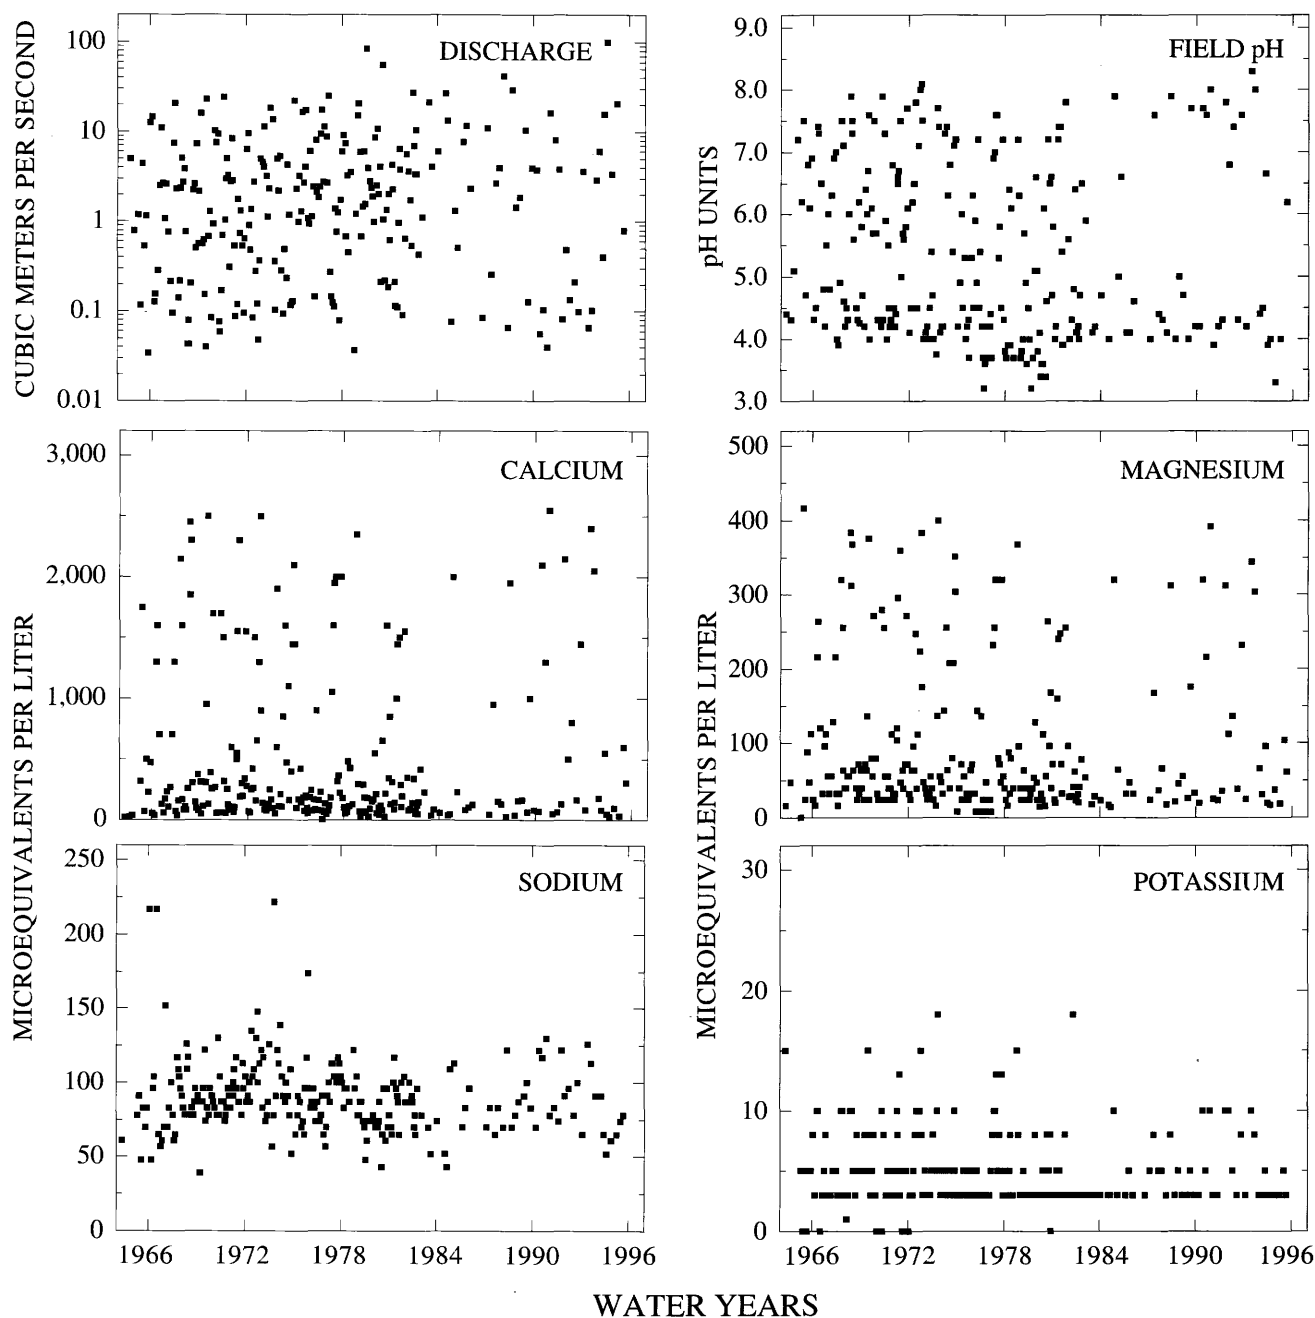 DISCHARGE
CUBIC METERS PER SECOND
100
10
1
0.1
0.01
FIELD pH
pH UNITS
9.0
8.0
7.0
6.0
5.0
4.0
3.0
CALCIUM
MICROEQUIVALENTS PER LITER
3,000
2,000
1,000
0
MAGNESIUM
MICROEQUIVALENTS PER LITER
500
400
300
200
100
0
SODIUM
250
200
150
100
50
0
1966 1972 1978 1984 1990 1996
POTASSIUM
30
20
10
0
1966 1972 1978 1984 1990 1996
WATER YEARS